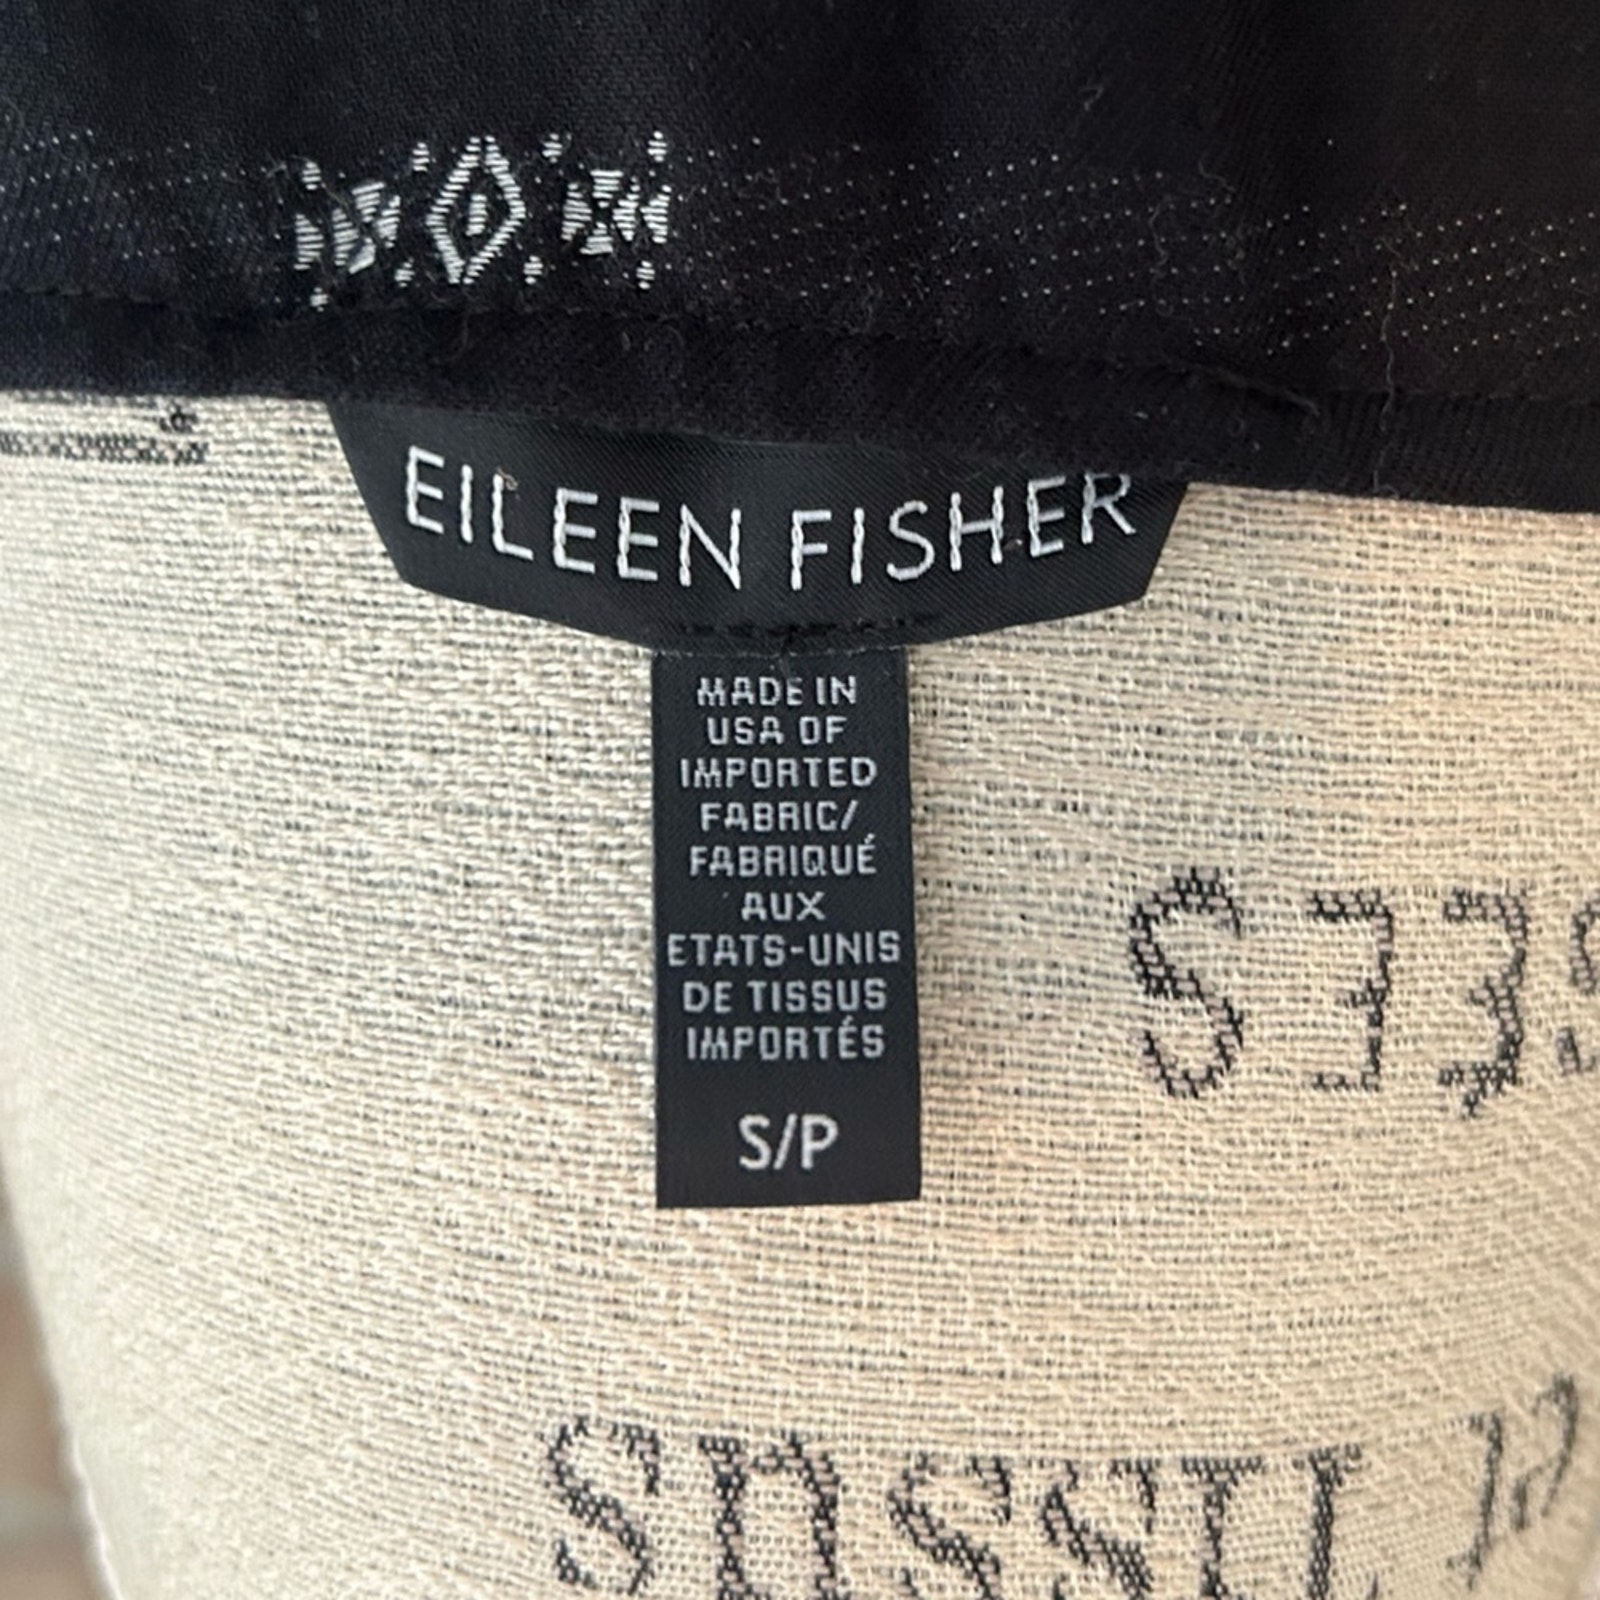 EILEEN FISHER
MADE IN
USA OF
IMPORTED
FABRIC/
FABRIQUÉ
AUX
ETATS-UNIS
DE TISSUS
IMPORTÉS
S/P